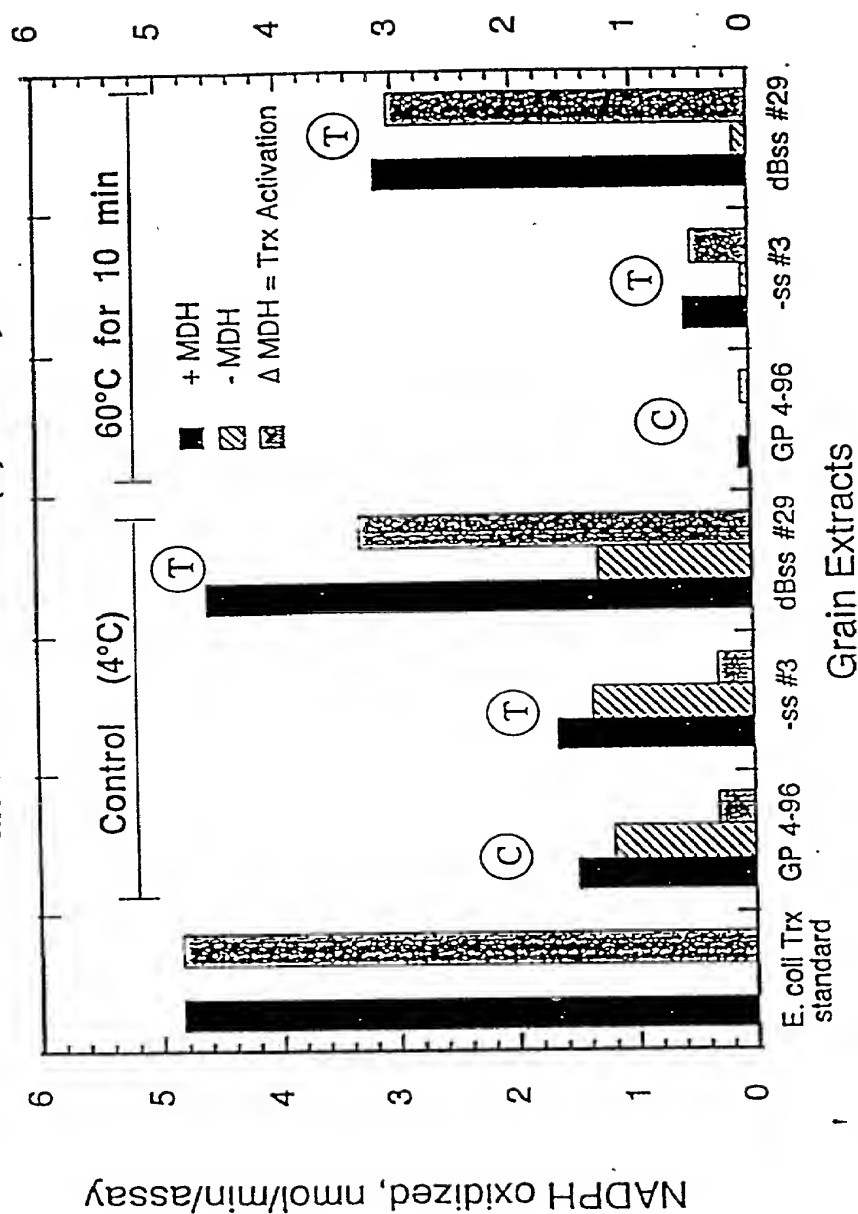 Control (4°C)
60°C for 10 min
+ MDH
- MDH
Δ MDH = Trx Activation
C
T
T
C
T
T
6
5
4
3
2
1
0
6
5
4
3
2
1
0
NADPH oxidized, nmol/min/assay
E. coli Trx standard
GP 4-96
-ss #3
dBss #29
GP 4-96
-ss #3
dBss #29
Grain Extracts